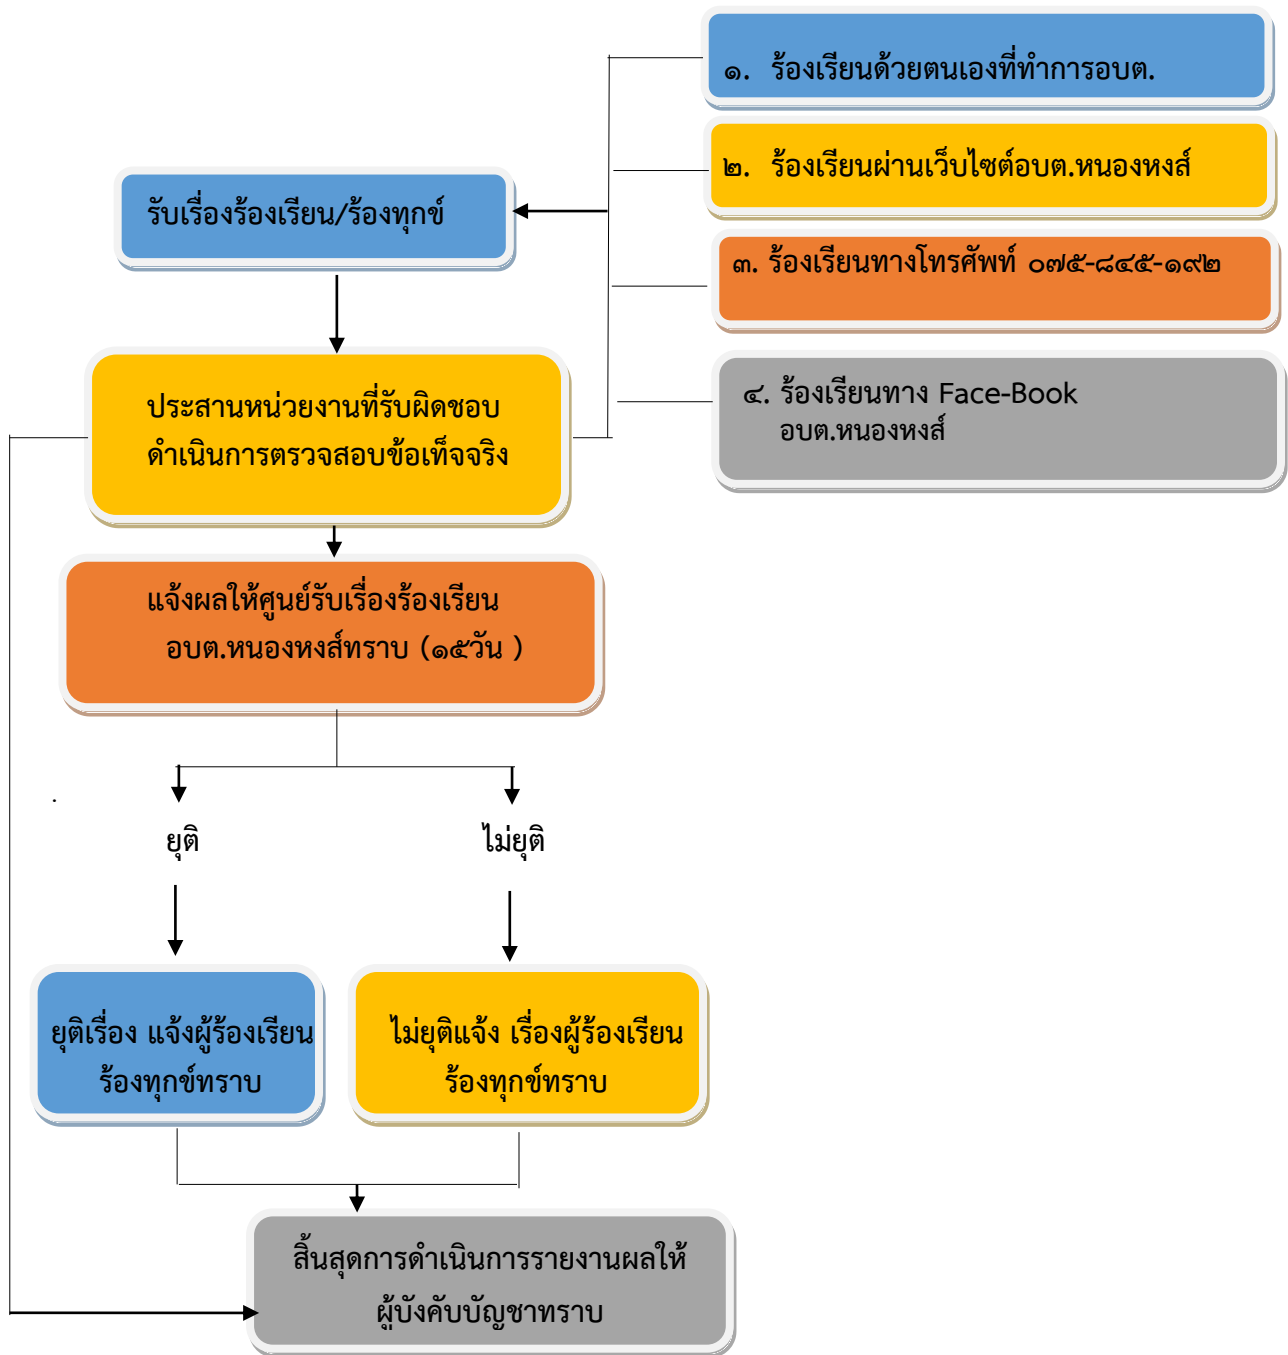 ๑. ร้องเรียนด้วยตนเองที่ทำการอบต.
๒. ร้องเรียนผ่านเว็บไซต์อบต.หนองหงส์
รับเรื่องร้องเรียน/ร้องทุกข์
๓. ร้องเรียนทางโทรศัพท์ ๐๗๕-๘๔๕-๑๙๒
๔. ร้องเรียนทาง Face-Book
อบต.หนองหงส์
ประสานหน่วยงานที่รับผิดชอบ
ดำเนินการตรวจสอบข้อเท็จจริง
แจ้งผลให้ศูนย์รับเรื่องร้องเรียน
อบต.หนองหงส์ทราบ (๑๕วัน )
ยุติ
ไม่ยุติ
ยุติเรื่อง แจ้งผู้ร้องเรียน
ร้องทุกข์ทราบ
ไม่ยุติแจ้ง เรื่องผู้ร้องเรียน
ร้องทุกข์ทราบ
สิ้นสุดการดำเนินการรายงานผลให้
ผู้บังคับบัญชาทราบ